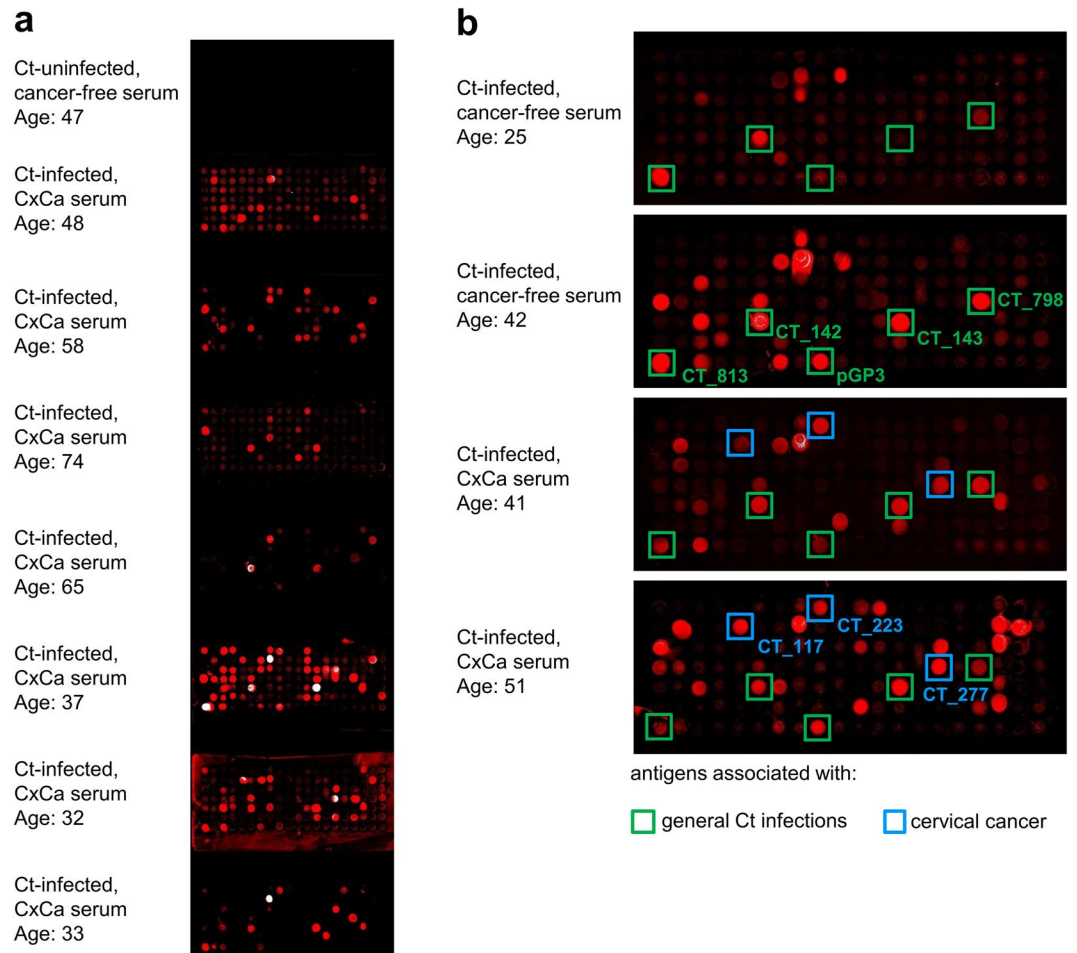 a
Ct-uninfected,
cancer-free serum
Age: 47
Ct-infected,
CxCa serum
Age: 48
Ct-infected,
CxCa serum
Age: 58
Ct-infected,
CxCa serum
Age: 74
Ct-infected,
CxCa serum
Age: 65
Ct-infected,
CxCa serum
Age: 37
Ct-infected,
CxCa serum
Age: 32
Ct-infected,
CxCa serum
Age: 33
b
Ct-infected,
cancer-free serum
Age: 25
Ct-infected,
cancer-free serum
Age: 42
CT_798
CT_142
CT_143
CT_813
pGP3
Ct-infected,
CxCa serum
Age: 41
Ct-infected,
CxCa serum
Age: 51
CT_223
CT_117
CT_277
antigens associated with:
general Ct infections
cervical cancer